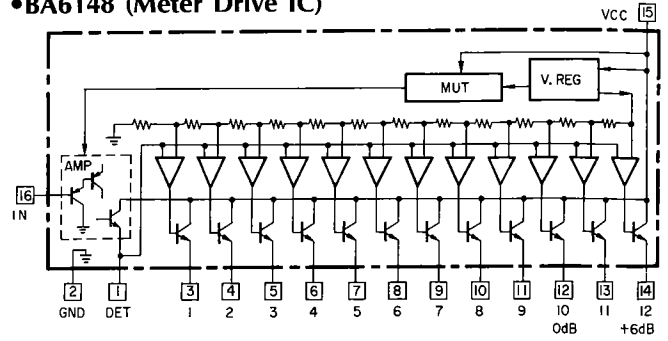 •BA6148 (Meter Drive IC)
VCC 15
MUT
V. REG
AMP
16
IN
2 1 3 4 5 6 7 8 9 10 11 12 13 14
GND DET 1 2 3 4 5 6 7 8 9 10 11 12
0dB +6dB